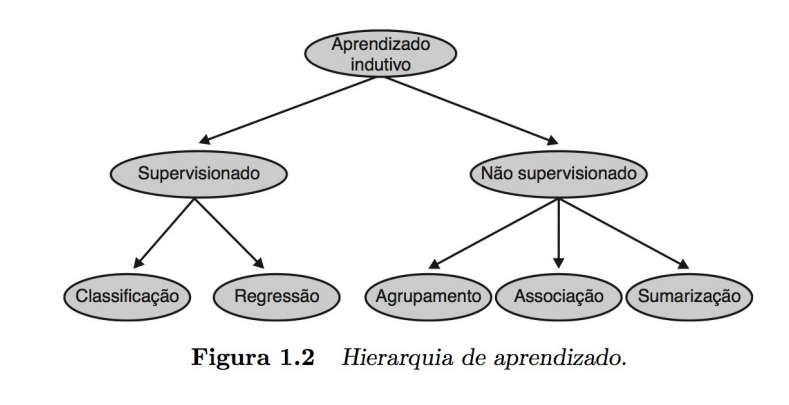 Aprendizado
indutivo
Supervisionado
Não supervisionado
Classificação
Regressão
Agrupamento
Associação
Sumarização
Figura 1.2 Hierarquia de aprendizado.